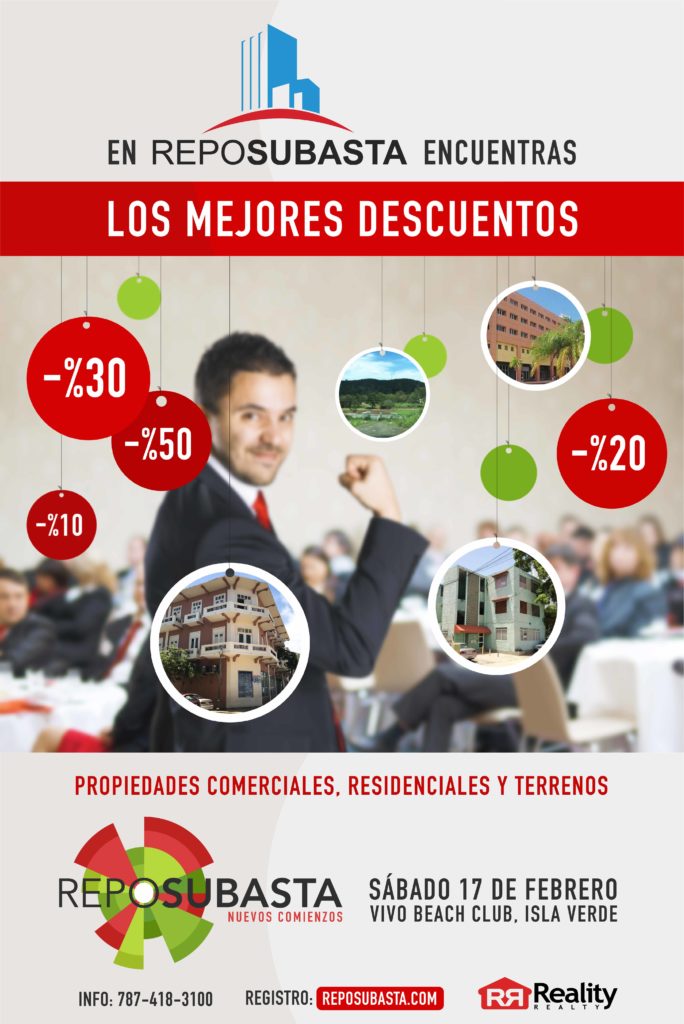 EN REPOSUBASTA ENCUENTRAS
LOS MEJORES DESCUENTOS
-%30
-%50
-%20
-%10
PROPIEDADES COMERCIALES, RESIDENCIALES Y TERRENOS
REPOSUBASTA
NUEVOS COMIENZOS
SÁBADO 17 DE FEBRERO
VIVO BEACH CLUB, ISLA VERDE
INFO: 787-418-3100
REGISTRO: REPOSUBASTA.COM
RR Reality
REALTY